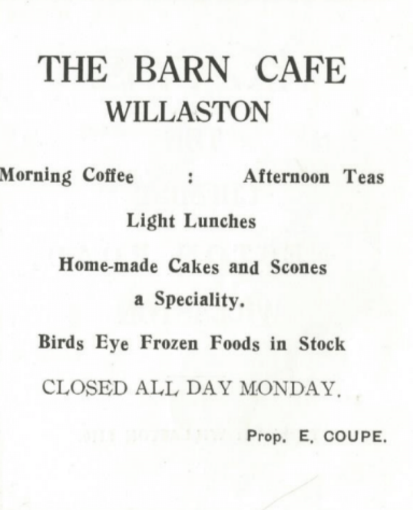 THE BARN CAFE
WILLASTON
Morning Coffee : Afternoon Teas
Light Lunches
Home-made Cakes and Scones
a Speciality.
Birds Eye Frozen Foods in Stock
CLOSED ALL DAY MONDAY.
Prop. E. COUPE.